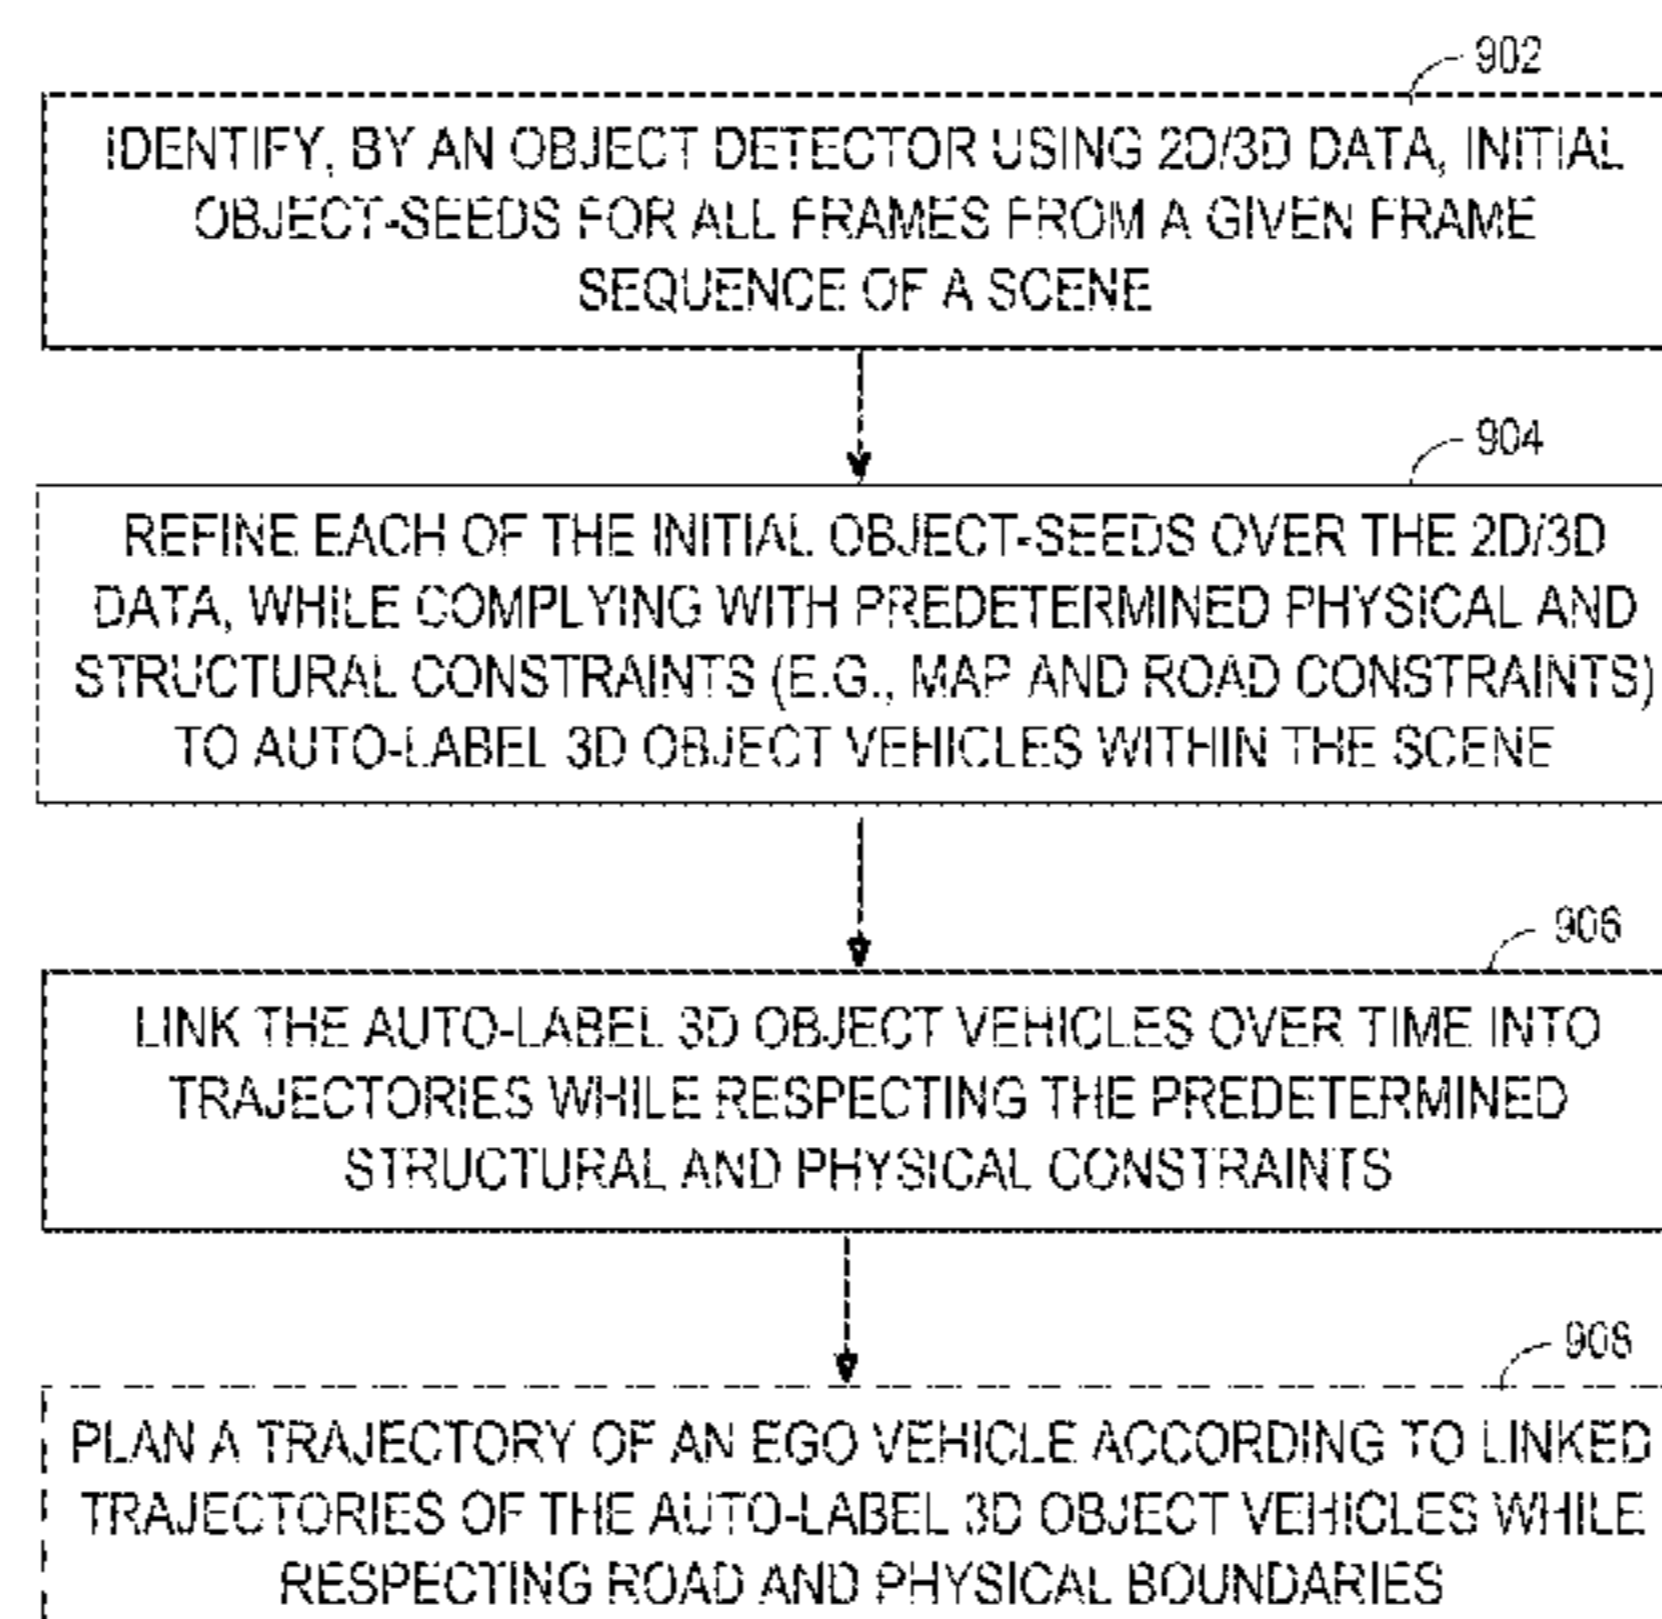 902
IDENTIFY, BY AN OBJECT DETECTOR USING 2D/3D DATA, INITIAL
OBJECT-SEEDS FOR ALL FRAMES FROM A GIVEN FRAME
SEQUENCE OF A SCENE
904
REFINE EACH OF THE INITIAL OBJECT-SEEDS OVER THE 2D/3D
DATA, WHILE COMPLYING WITH PREDETERMINED PHYSICAL AND
STRUCTURAL CONSTRAINTS (E.G., MAP AND ROAD CONSTRAINTS)
TO AUTO-LABEL 3D OBJECT VEHICLES WITHIN THE SCENE
906
LINK THE AUTO-LABEL 3D OBJECT VEHICLES OVER TIME INTO
TRAJECTORIES WHILE RESPECTING THE PREDETERMINED
STRUCTURAL AND PHYSICAL CONSTRAINTS
908
PLAN A TRAJECTORY OF AN EGO VEHICLE ACCORDING TO LINKED
TRAJECTORIES OF THE AUTO-LABEL 3D OBJECT VEHICLES WHILE
RESPECTING ROAD AND PHYSICAL BOUNDARIES